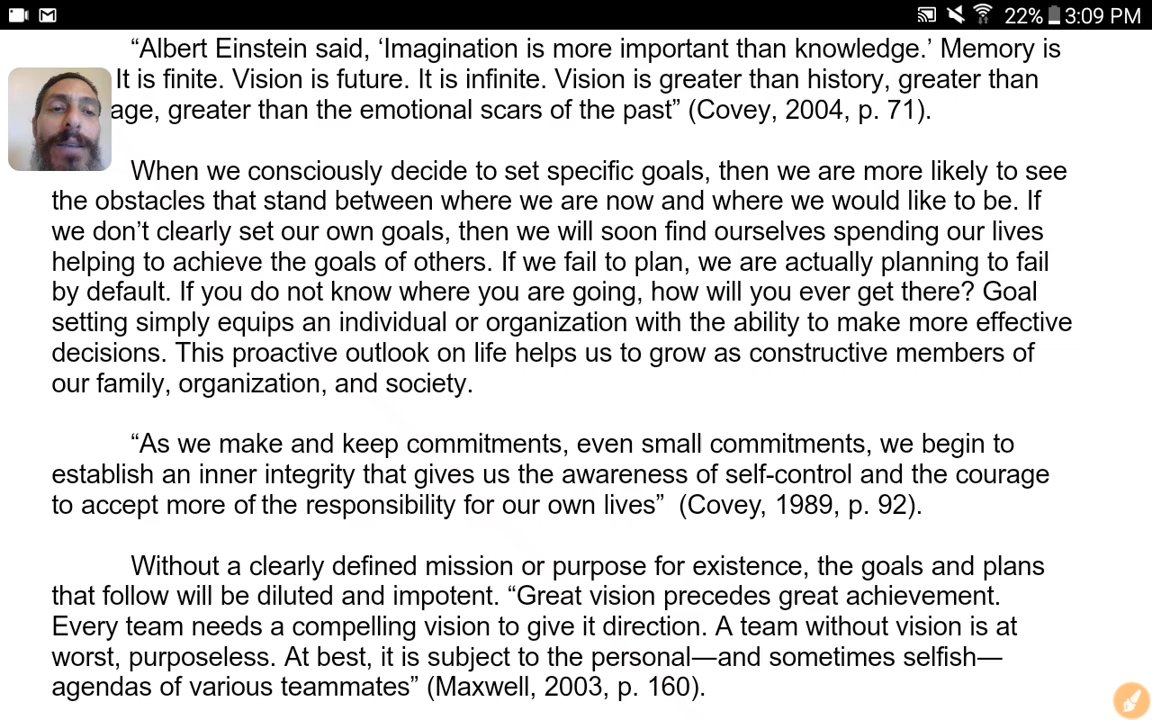 22% 3:09 PM
“Albert Einstein said, ‘Imagination is more important than knowledge.’ Memory is
It is finite. Vision is future. It is infinite. Vision is greater than history, greater than
age, greater than the emotional scars of the past” (Covey, 2004, p. 71).
When we consciously decide to set specific goals, then we are more likely to see
the obstacles that stand between where we are now and where we would like to be. If
we don’t clearly set our own goals, then we will soon find ourselves spending our lives
helping to achieve the goals of others. If we fail to plan, we are actually planning to fail
by default. If you do not know where you are going, how will you ever get there? Goal
setting simply equips an individual or organization with the ability to make more effective
decisions. This proactive outlook on life helps us to grow as constructive members of
our family, organization, and society.
“As we make and keep commitments, even small commitments, we begin to
establish an inner integrity that gives us the awareness of self-control and the courage
to accept more of the responsibility for our own lives”  (Covey, 1989, p. 92).
Without a clearly defined mission or purpose for existence, the goals and plans
that follow will be diluted and impotent. “Great vision precedes great achievement.
Every team needs a compelling vision to give it direction. A team without vision is at
worst, purposeless. At best, it is subject to the personal—and sometimes selfish—
agendas of various teammates” (Maxwell, 2003, p. 160).